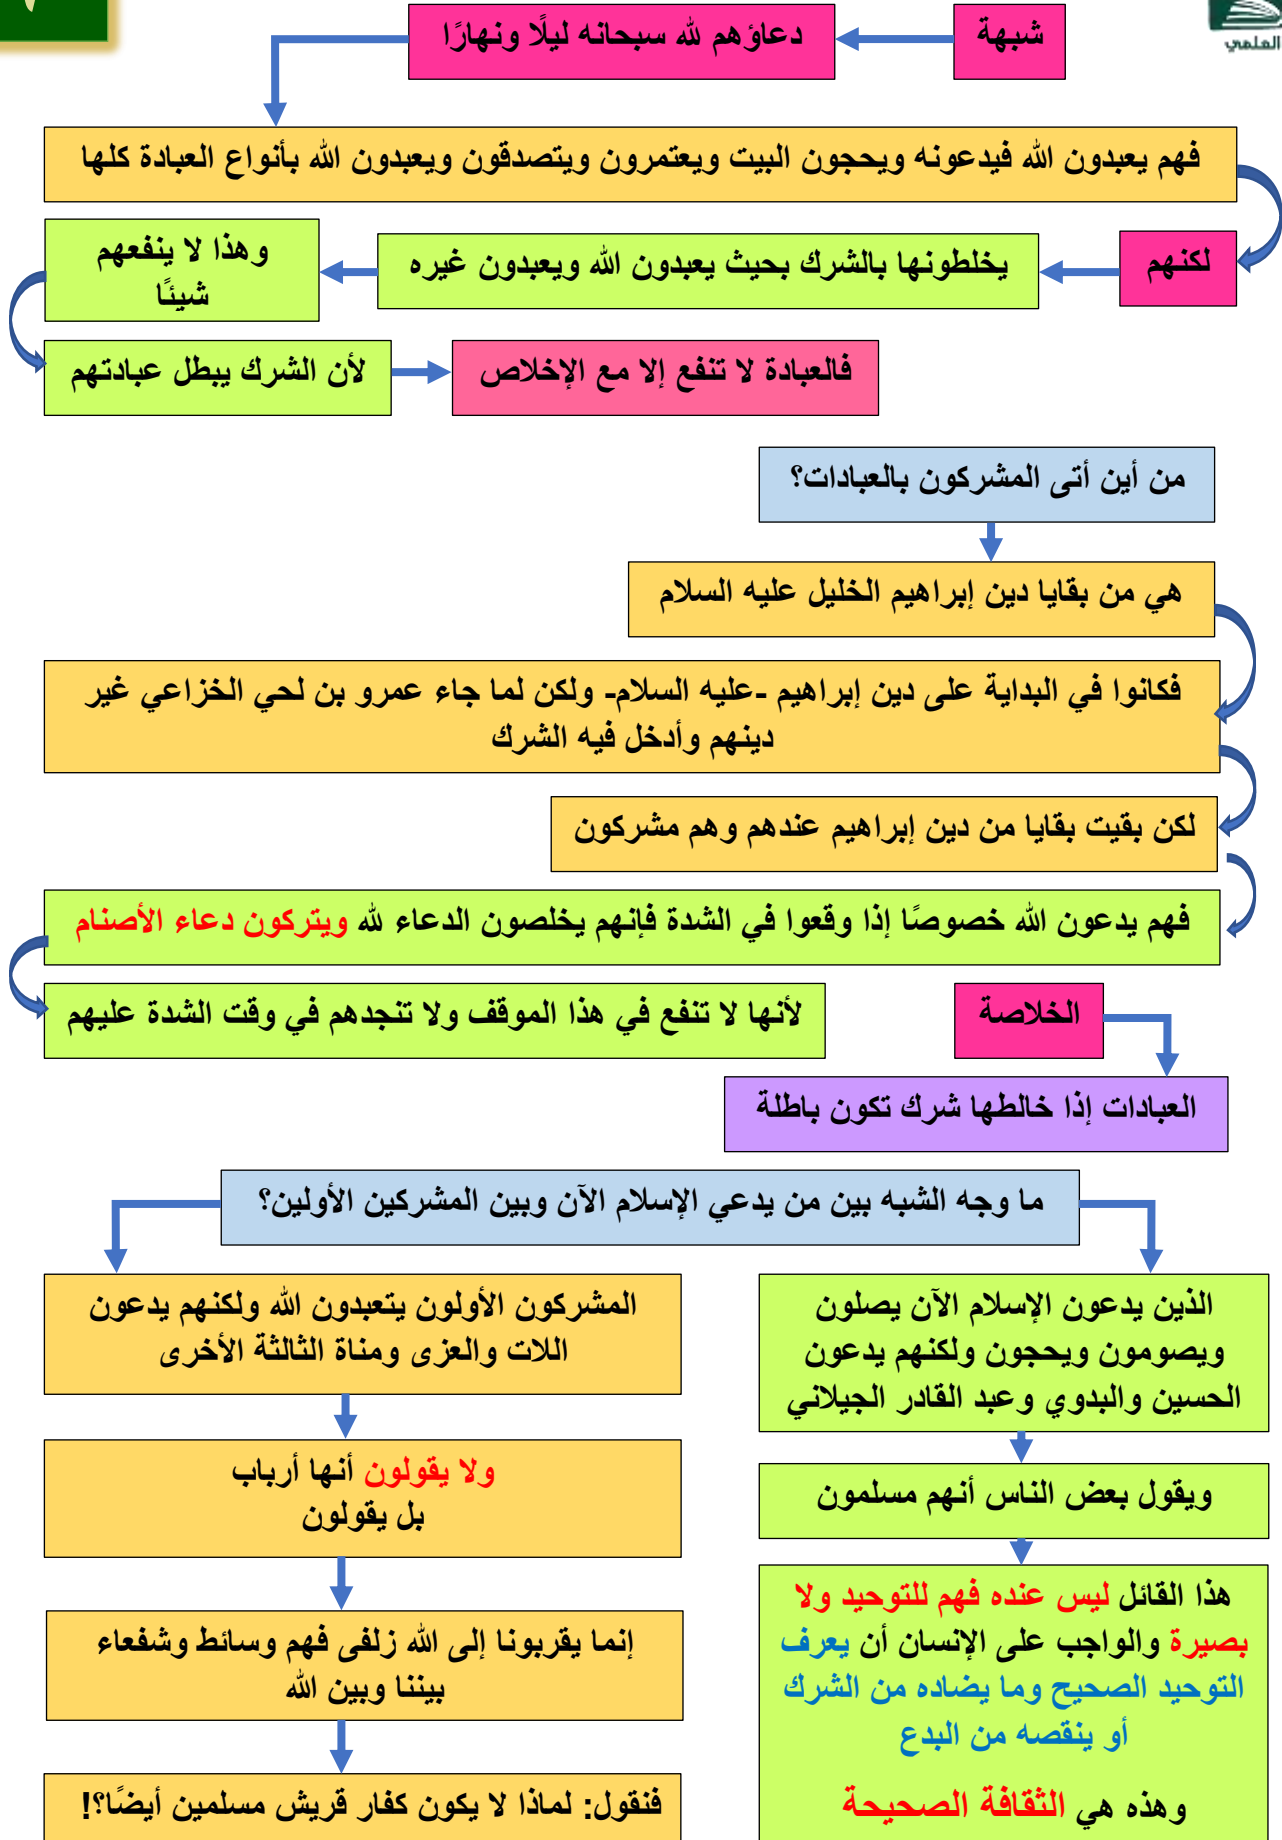 العلمي
شبهة
دعاؤهم لله سبحانه ليلًا ونهارًا
فهم يعبدون الله فيدعونه ويحجون البيت ويعتمرون ويتصدقون ويعبدون الله بأنواع العبادة كلها
لكنهم
يخلطونها بالشرك بحيث يعبدون الله ويعبدون غيره
وهذا لا ينفعهم
شيئًا
لأن الشرك يبطل عبادتهم
فالعبادة لا تنفع إلا مع الإخلاص
من أين أتى المشركون بالعبادات؟
هي من بقايا دين إبراهيم الخليل عليه السلام
فكانوا في البداية على دين إبراهيم -عليه السلام- ولكن لما جاء عمرو بن لحي الخزاعي غير
دينهم وأدخل فيه الشرك
لكن بقيت بقايا من دين إبراهيم عندهم وهم مشركون
فهم يدعون الله خصوصًا إذا وقعوا في الشدة فإنهم يخلصون الدعاء لله ويتركون دعاء الأصنام
لأنها لا تنفع في هذا الموقف ولا تنجدهم في وقت الشدة عليهم
الخلاصة
العبادات إذا خالطها شرك تكون باطلة
ما وجه الشبه بين من يدعي الإسلام الآن وبين المشركين الأولين؟
الذين يدعون الإسلام الآن يصلون
ويصومون ويحجون ولكنهم يدعون
الحسين والبدوي وعبد القادر الجيلاني
ويقول بعض الناس أنهم مسلمون
هذا القائل ليس عنده فهم للتوحيد ولا
بصيرة والواجب على الإنسان أن يعرف
التوحيد الصحيح وما يضاده من الشرك
أو ينقصه من البدع
وهذه هي الثقافة الصحيحة
المشركون الأولون يتعبدون الله ولكنهم يدعون
اللات والعزى ومناة الثالثة الأخرى
ولا يقولون أنها أرباب
بل يقولون
إنما يقربونا إلى الله زلفى فهم وسائط وشفعاء
بيننا وبين الله
فنقول: لماذا لا يكون كفار قريش مسلمين أيضًا؟!